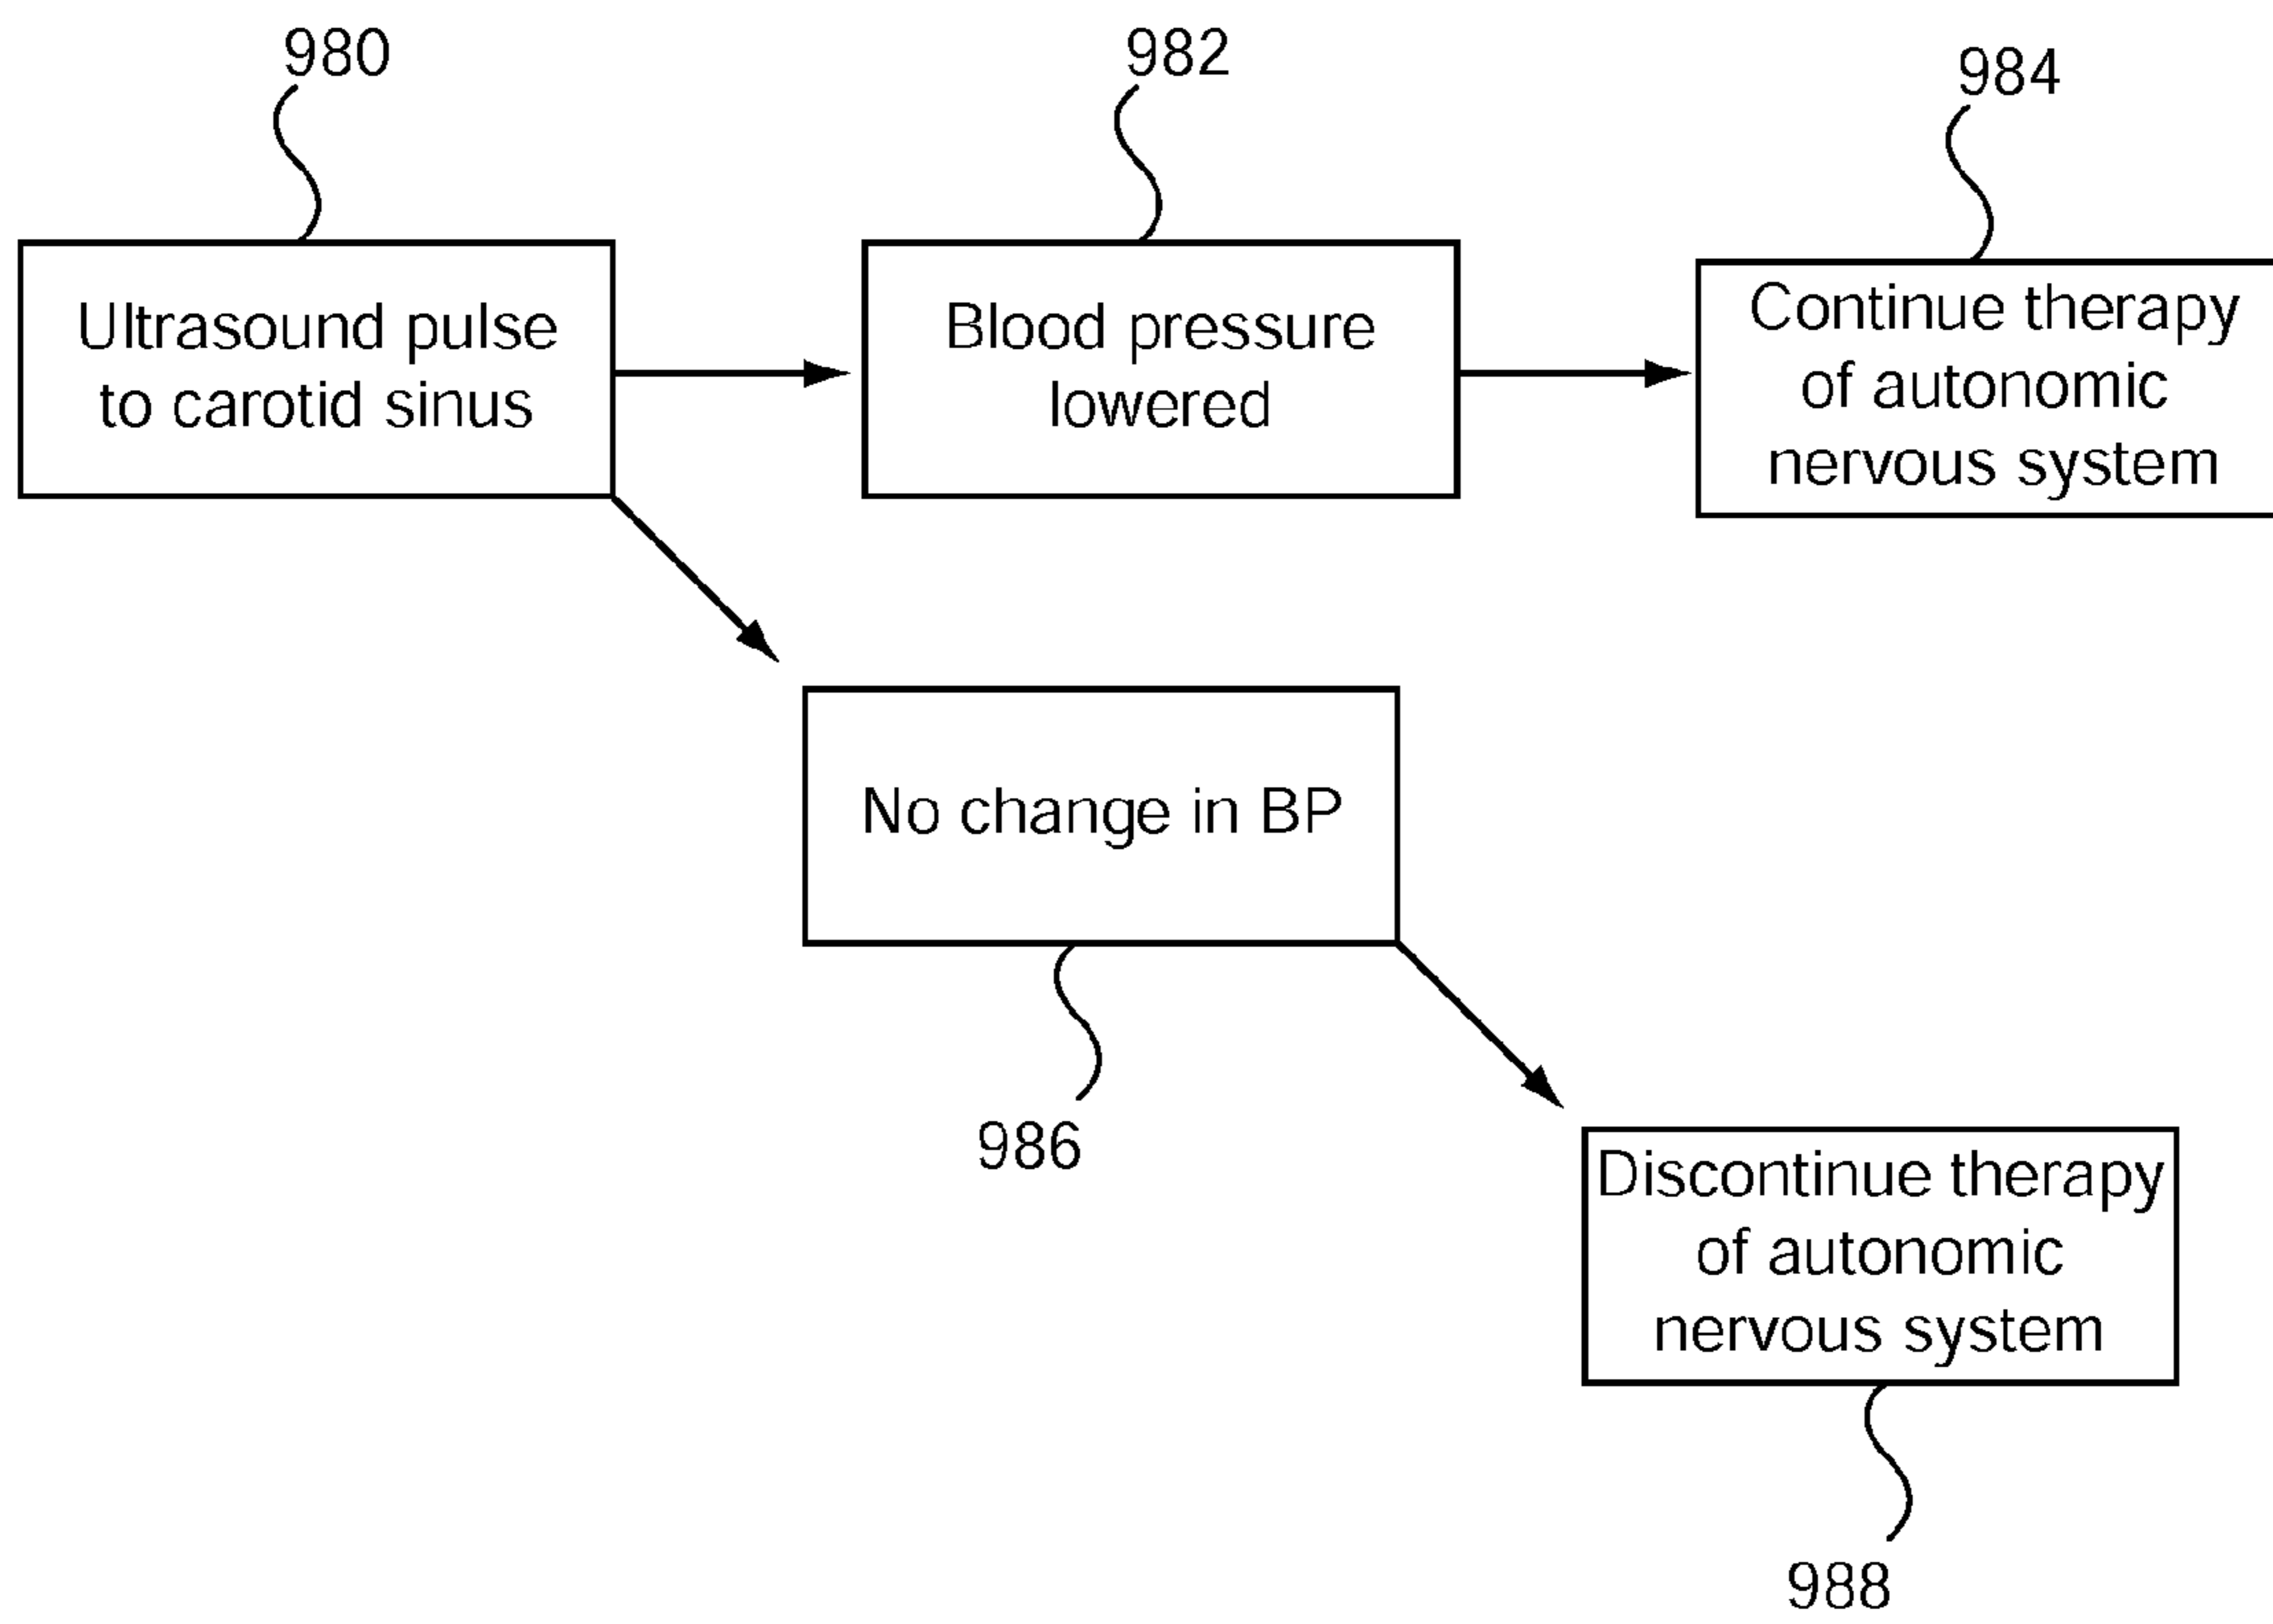 980
982
984
Ultrasound pulse
to carotid sinus
Blood pressure
lowered
Continue therapy
of autonomic
nervous system
No change in BP
986
Discontinue therapy
of autonomic
nervous system
988